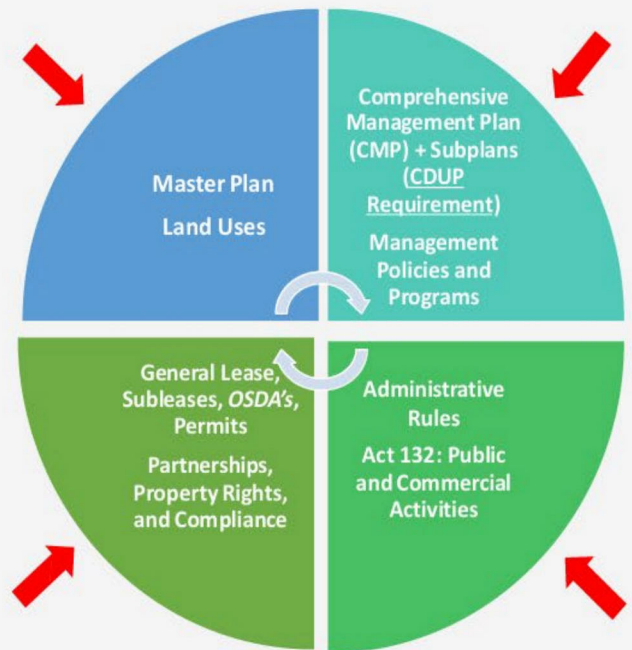 Master Plan
Land Uses
Comprehensive
Management Plan
(CMP) + Subplans
(CDUP
Requirement)
Management
Policies and
Programs
General Lease,
Subleases, OSDA's,
Permits
Partnerships,
Property Rights,
and Compliance
Administrative
Rules
Act 132: Public
and Commercial
Activities